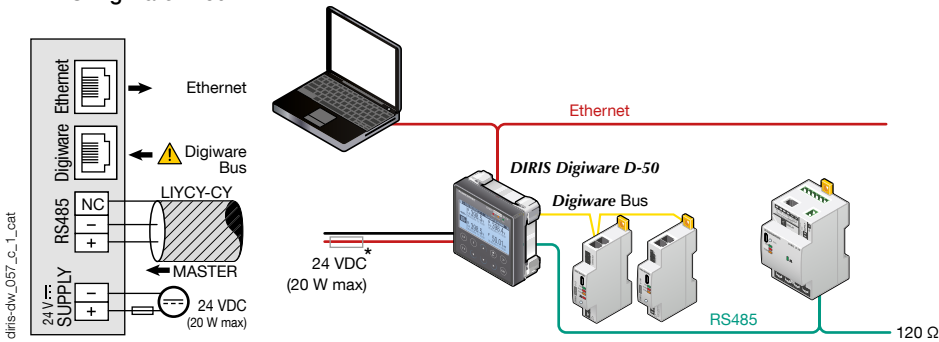 Ethernet
Ethernet
Digiware
Digiware
Bus
RS485
NC
–
+
LIYCY-CY
MASTER
24 V
SUPPLY
–
+
24 VDC
(20 W max)
diris-dw_057_c_1_cat
Ethernet
DIRIS Digiware D-50
Digiware Bus
24 VDC*
(20 W max)
RS485
120 Ω